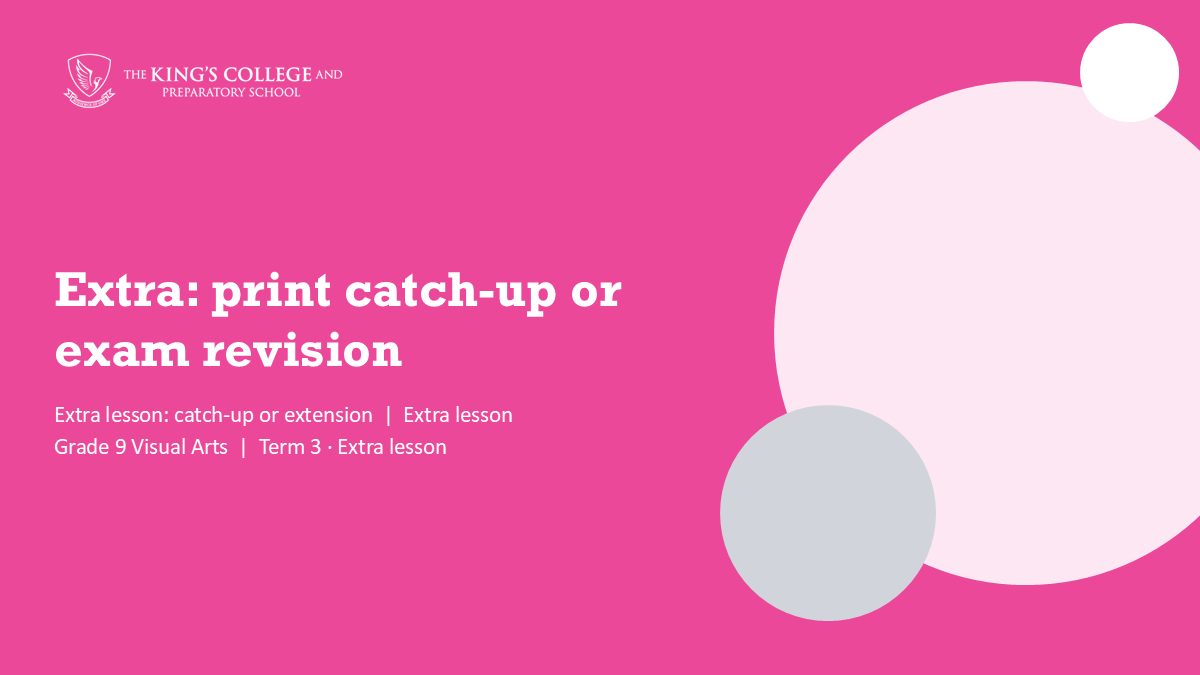 THE KING'S COLLEGE AND
PREPARATORY SCHOOL
Extra: print catch-up or
exam revision
Extra lesson: catch-up or extension | Extra lesson
Grade 9 Visual Arts | Term 3 · Extra lesson